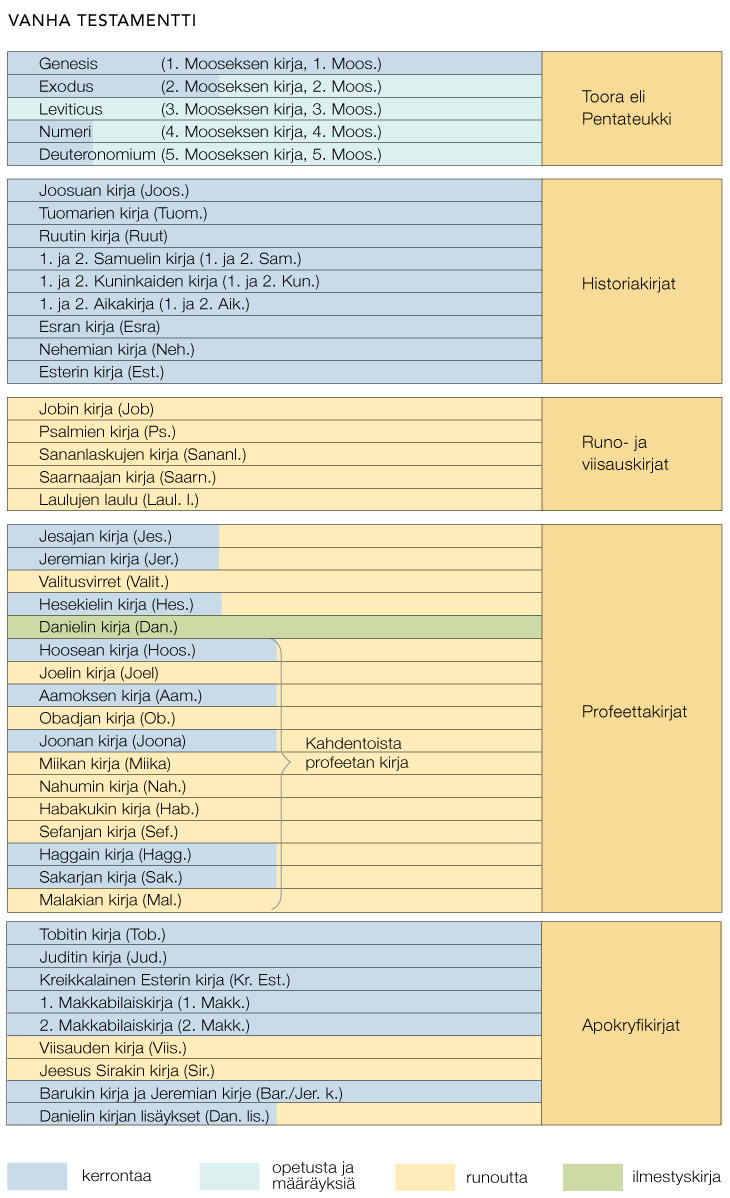 VANHA TESTAMENTTI
Genesis (1. Mooseksen kirja, 1. Moos.)
Exodus (2. Mooseksen kirja, 2. Moos.)
Leviticus (3. Mooseksen kirja, 3. Moos.)
Numeri (4. Mooseksen kirja, 4. Moos.)
Deuteronomium (5. Mooseksen kirja, 5. Moos.)
Toora eli
Pentateukki
Joosuan kirja (Joos.)
Tuomarien kirja (Tuom.)
Ruutin kirja (Ruut)
1. ja 2. Samuelin kirja (1. ja 2. Sam.)
1. ja 2. Kuninkaiden kirja (1. ja 2. Kun.)
1. ja 2. Aikakirja (1. ja 2. Aik.)
Esran kirja (Esra)
Nehemian kirja (Neh.)
Esterin kirja (Est.)
Historiakirjat
Jobin kirja (Job)
Psalmien kirja (Ps.)
Sananlaskujen kirja (Sananl.)
Saarnaajan kirja (Saarn.)
Laulujen laulu (Laul. l.)
Runo- ja
viisauskirjat
Jesajan kirja (Jes.)
Jeremian kirja (Jer.)
Valitusvirret (Valit.)
Hesekielin kirja (Hes.)
Danielin kirja (Dan.)
Hoosean kirja (Hoos.)
Joelin kirja (Joel)
Aamoksen kirja (Aam.)
Obadjan kirja (Ob.)
Joonan kirja (Joona)
Miikan kirja (Miika)
Nahumin kirja (Nah.)
Habakukin kirja (Hab.)
Sefanjan kirja (Sef.)
Haggain kirja (Hagg.)
Sakarjan kirja (Sak.)
Malakian kirja (Mal.)
Kahdentoista
profeetan kirja
Profeettakirjat
Tobitin kirja (Tob.)
Juditin kirja (Jud.)
Kreikkalainen Esterin kirja (Kr. Est.)
1. Makkabilaiskirja (1. Makk.)
2. Makkabilaiskirja (2. Makk.)
Viisauden kirja (Viis.)
Jeesus Sirakin kirja (Sir.)
Barukin kirja ja Jeremian kirje (Bar./Jer. k.)
Danielin kirjan lisäykset (Dan. lis.)
Apokryfikirjat
kerrontaa
opetusta ja
määräyksiä
runoutta
ilmestyskirja